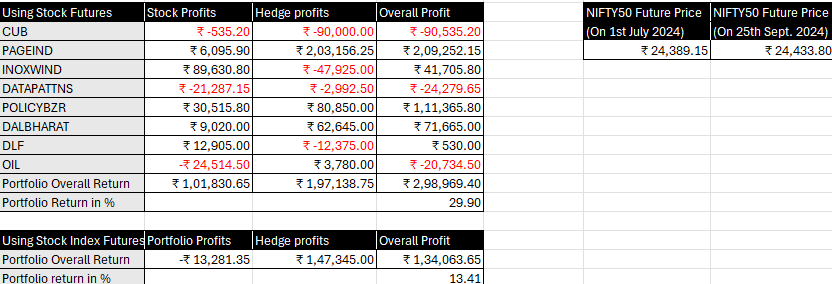 Using Stock Futures Stock Profits Hedge profits Overall Profit NIFTY50 Future Price NIFTY50 Future Price
CUB ₹ -535.20 ₹ -90,000.00 ₹ -90,535.20 (On 1st July 2024) (On 25th Sept. 2024)
PAGEIND ₹ 6,095.90 ₹ 2,03,156.25 ₹ 2,09,252.15 ₹ 24,389.15 ₹ 24,433.80
INOXWIND ₹ 89,630.80 ₹ -47,925.00 ₹ 41,705.80
DATAPATTNS ₹ -21,287.15 ₹ -2,992.50 ₹ -24,279.65
POLICYBZR ₹ 30,515.80 ₹ 80,850.00 ₹ 1,11,365.80
DALBHARAT ₹ 9,020.00 ₹ 62,645.00 ₹ 71,665.00
DLF ₹ 12,905.00 ₹ -12,375.00 ₹ 530.00
OIL -₹ 24,514.50 ₹ 3,780.00 ₹ -20,734.50
Portfolio Overall Return ₹ 1,01,830.65 ₹ 1,97,138.75 ₹ 2,98,969.40
Portfolio Return in % 29.90
Using Stock Index Futures Portfolio Profits Hedge profits Overall Profit
Portfolio Overall Return -₹ 13,281.35 ₹ 1,47,345.00 ₹ 1,34,063.65
Portfolio return in % 13.41